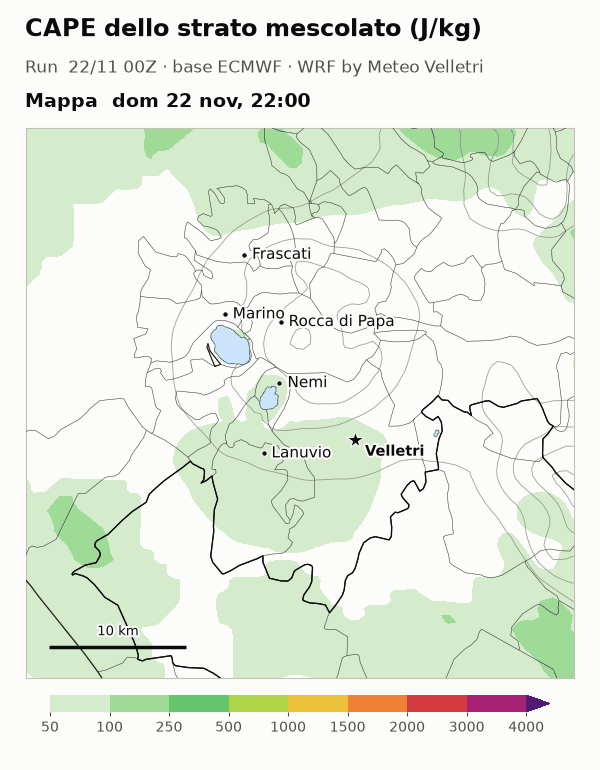 CAPE dello strato mescolato (J/kg)
Run  22/11 00Z · base ECMWF · WRF by Meteo Velletri
Mappa  dom 22 nov, 22:00
Frascati
Marino
Rocca di Papa
Nemi
Velletri
Lanuvio
10 km
50 100 250 500 1000 1500 2000 3000 4000